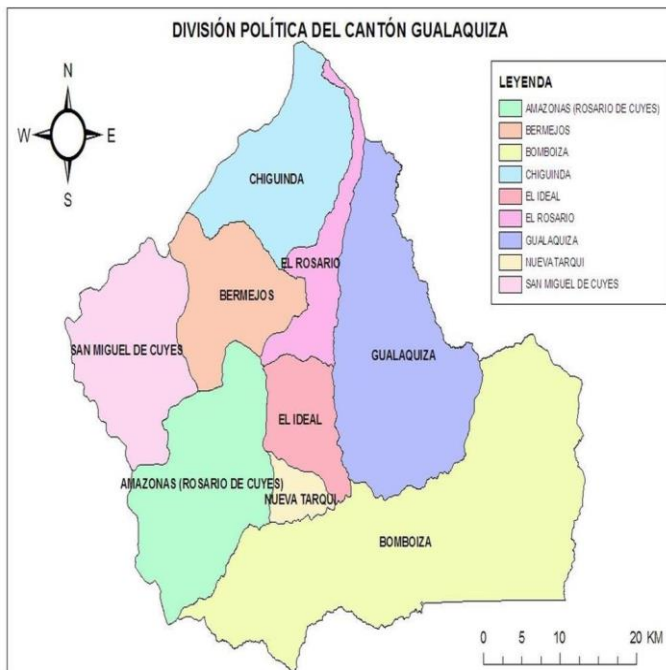 DIVISIÓN POLÍTICA DEL CANTÓN GUALAQUIZA
N
W E
S
LEYENDA
AMAZONAS (ROSARIO DE CUYES)
BERMEJOS
BOMBOIZA
CHIGUINDA
EL IDEAL
EL ROSARIO
GUALAQUIZA
NUEVA TARQUI
SAN MIGUEL DE CUYES
CHIGUINDA
EL ROSARIO
BERMEJOS
SAN MIGUEL DE CUYES
GUALAQUIZA
EL IDEAL
AMAZONAS (ROSARIO DE CUYES)
NUEVA TARQUI
BOMBOIZA
0 5 10 20 KM